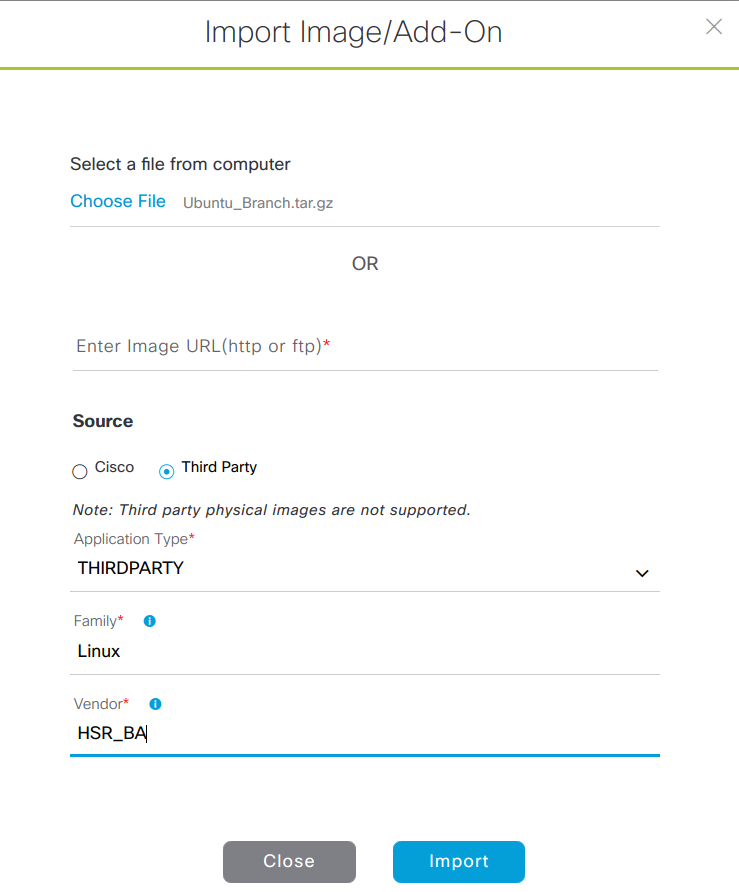 Import Image/Add-On
Select a file from computer
Choose File Ubuntu_Branch.tar.gz
OR
Enter Image URL(http or ftp)*
Source
Cisco Third Party
Note: Third party physical images are not supported.
Application Type*
THIRDPARTY
Family*
Linux
Vendor*
HSR_BA
Close Import